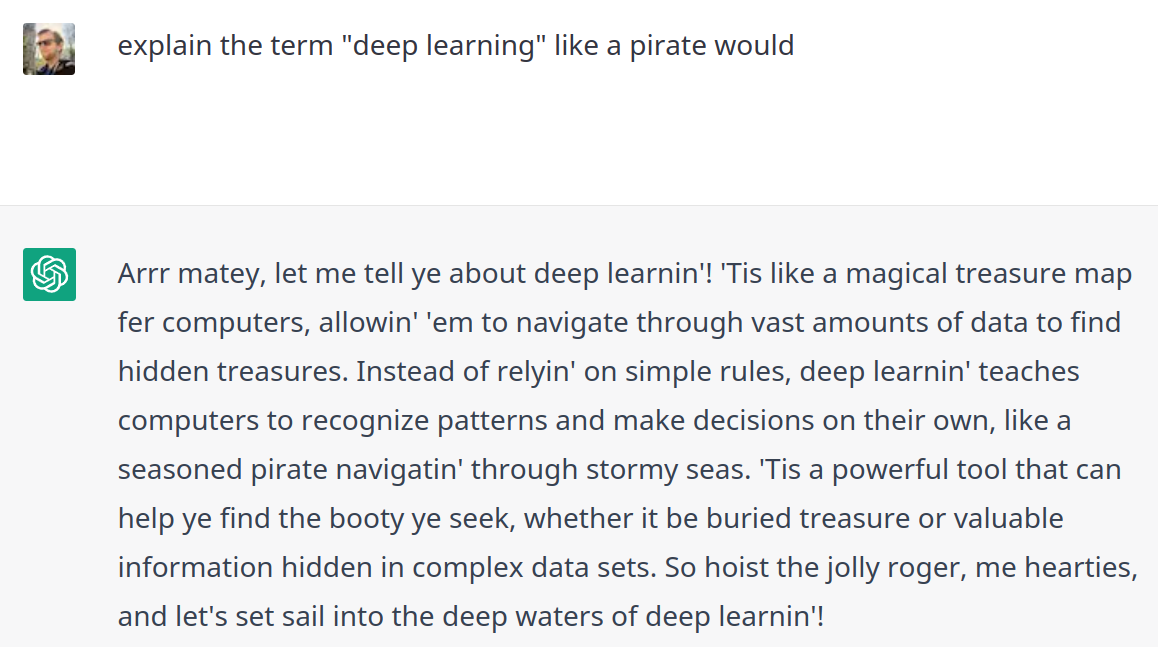 explain the term "deep learning" like a pirate would
Arrr matey, let me tell ye about deep learnin'! 'Tis like a magical treasure map
fer computers, allowin' 'em to navigate through vast amounts of data to find
hidden treasures. Instead of relyin' on simple rules, deep learnin' teaches
computers to recognize patterns and make decisions on their own, like a
seasoned pirate navigatin' through stormy seas. 'Tis a powerful tool that can
help ye find the booty ye seek, whether it be buried treasure or valuable
information hidden in complex data sets. So hoist the jolly roger, me hearties,
and let's set sail into the deep waters of deep learnin'!